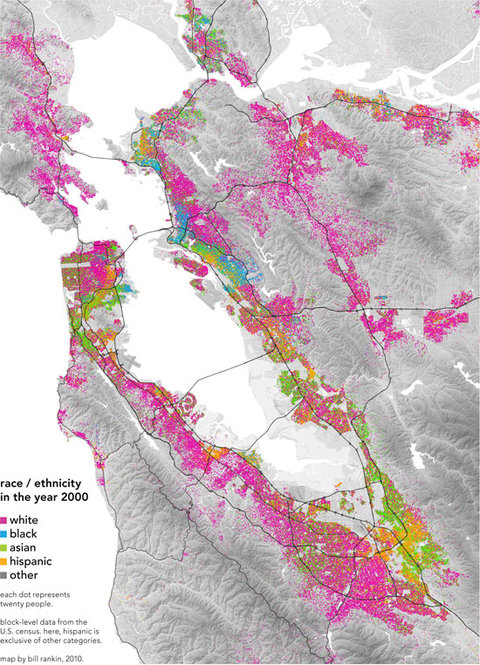 race / ethnicity
in the year 2000
white
black
asian
hispanic
other
each dot represents
twenty people.
block-level data from the
U.S. census. here, hispanic is
exclusive of other categories.
map by bill rankin, 2010.